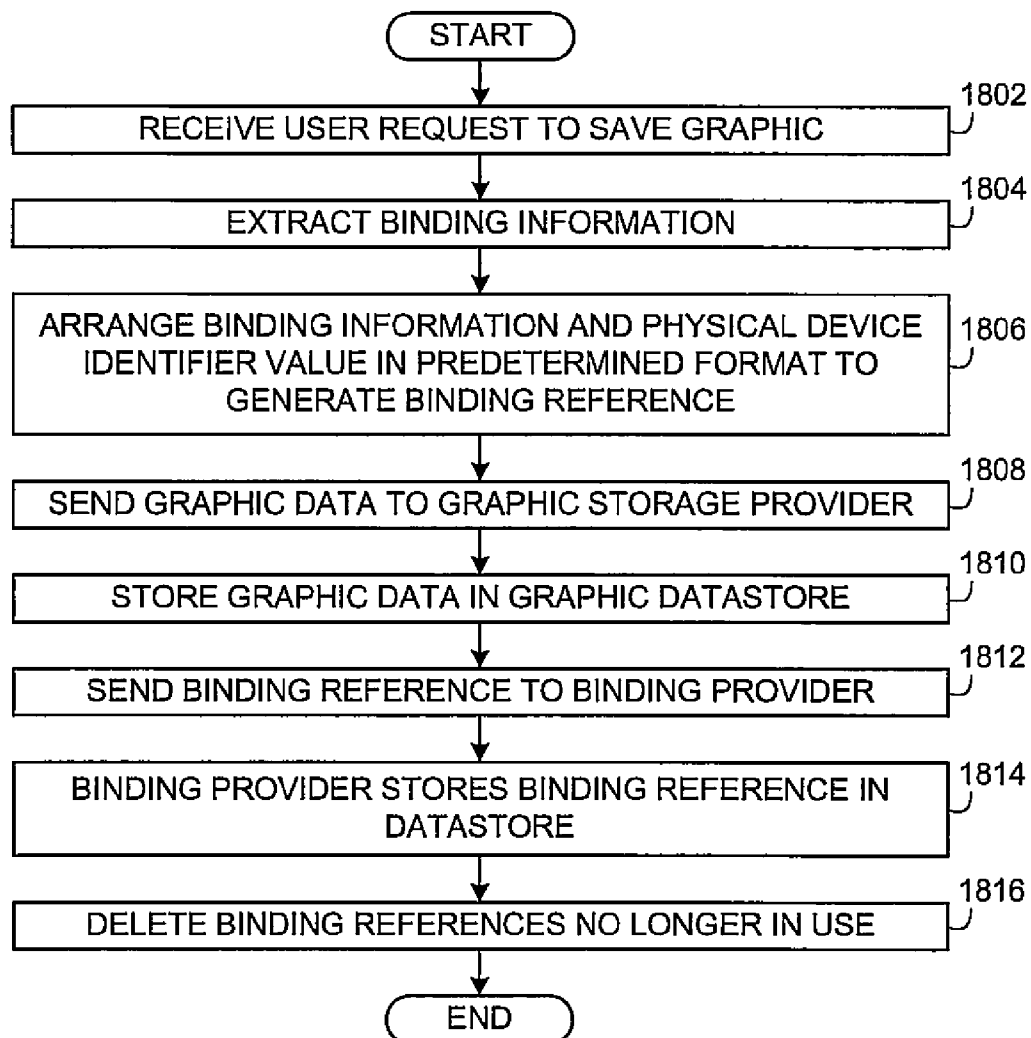 START
1802
RECEIVE USER REQUEST TO SAVE GRAPHIC
1804
EXTRACT BINDING INFORMATION
1806
ARRANGE BINDING INFORMATION AND PHYSICAL DEVICE
IDENTIFIER VALUE IN PREDETERMINED FORMAT TO
GENERATE BINDING REFERENCE
1808
SEND GRAPHIC DATA TO GRAPHIC STORAGE PROVIDER
1810
STORE GRAPHIC DATA IN GRAPHIC DATASTORE
1812
SEND BINDING REFERENCE TO BINDING PROVIDER
1814
BINDING PROVIDER STORES BINDING REFERENCE IN
DATASTORE
1816
DELETE BINDING REFERENCES NO LONGER IN USE
END